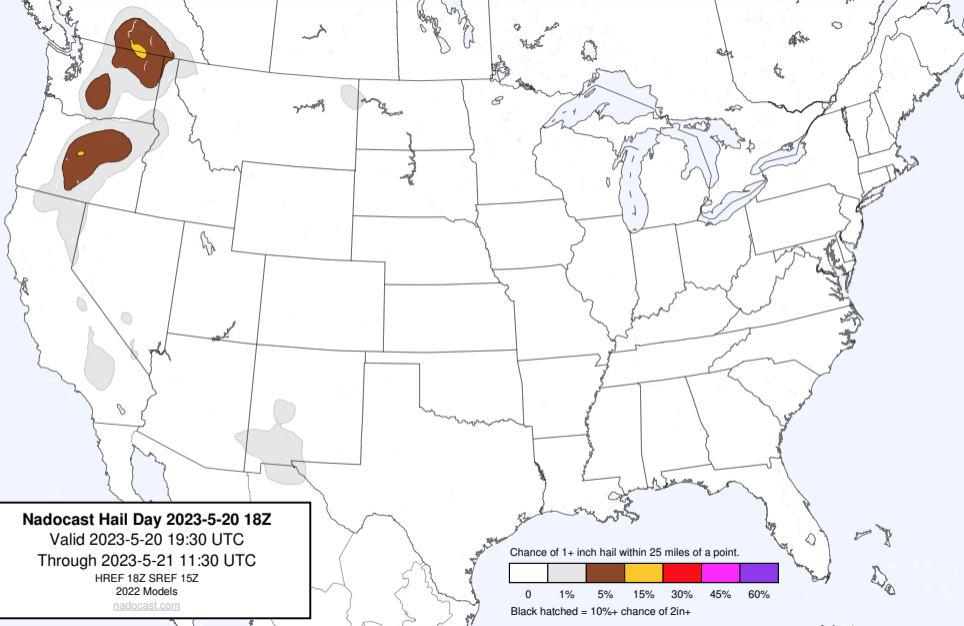 Nadocast Hail Day 2023-5-20 18Z
Valid 2023-5-20 19:30 UTC
Through 2023-5-21 11:30 UTC
HREF 18Z SREF 15Z
2022 Models
nadocast.com
Chance of 1+ inch hail within 25 miles of a point.
0 1% 5% 15% 30% 45% 60%
Black hatched = 10%+ chance of 2in+